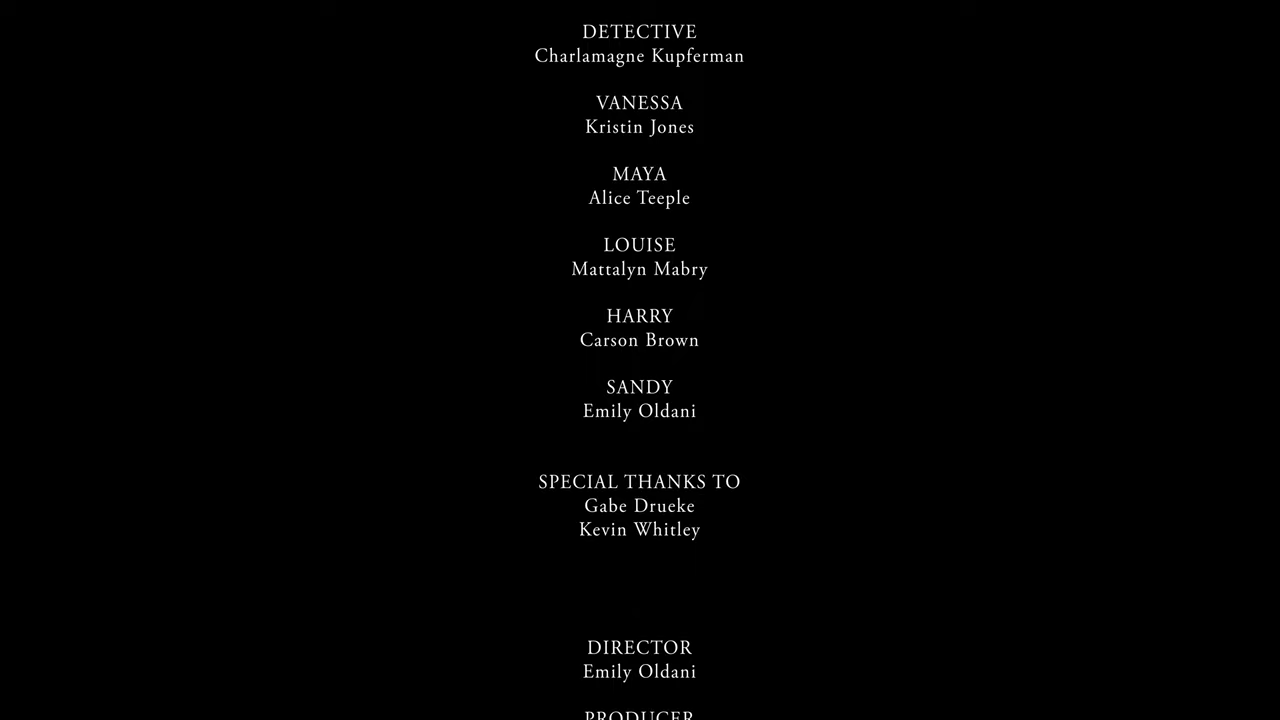 DETECTIVE
Charlamagne Kupferman
VANESSA
Kristin Jones
MAYA
Alice Teeple
LOUISE
Mattalyn Mabry
HARRY
Carson Brown
SANDY
Emily Oldani
SPECIAL THANKS TO
Gabe Drueke
Kevin Whitley
DIRECTOR
Emily Oldani
PRODUCER